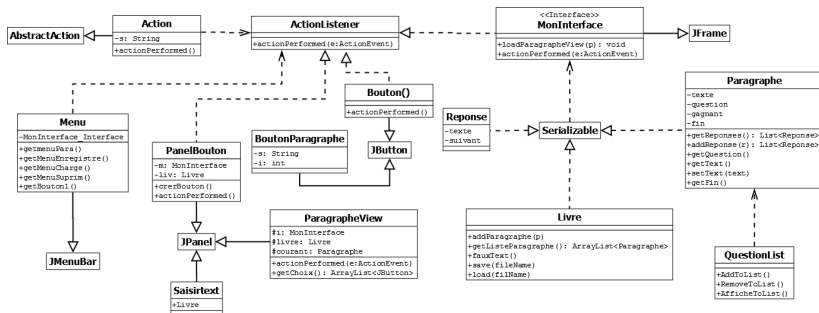 AbstractAction
Action
-s: String
+actionPerformed()
ActionListener
+actionPerformed(e:ActionEvent)
<<Interface>>
MonInterface
+loadParagrapheView(p): void
+actionPerformed(e:ActionEvent)
JFrame
Menu
-MonInterface_Interface
+getmenuPara()
+getMenuEnregistre()
+getMenuCharge()
+getMenuSuprim()
+getBouton1()
JMenuBar
PanelBouton
-m: MonInterface
-liv: Livre
+crerBouton()
+actionPerformed()
BoutonParagraphe
-s: String
-i: int
Bouton()
+actionPerformed()
JButton
JPanel
ParagrapheView
#i: MonInterface
#livre: Livre
#courant: Paragraphe
+actionPerformed(e:ActionEvent)
+getChoix(): ArrayList<JButton>
Saisirtext
+Livre
Reponse
-texte
-suivant
Serializable
Paragraphe
-texte
-question
-gagnant
-fin
+getReponses(): List<Reponse>
+addReponse(r): List<Reponse>
+getQuestion()
+getText()
+setText(text)
+getFin()
Livre
+addParagraphe(p)
+getListeParagraphe(): ArrayList<Paragraphe>
+fauxText()
+save(fileName)
+load(filName)
QuestionList
+AddToList()
+RemoveToList()
+AfficheToList()